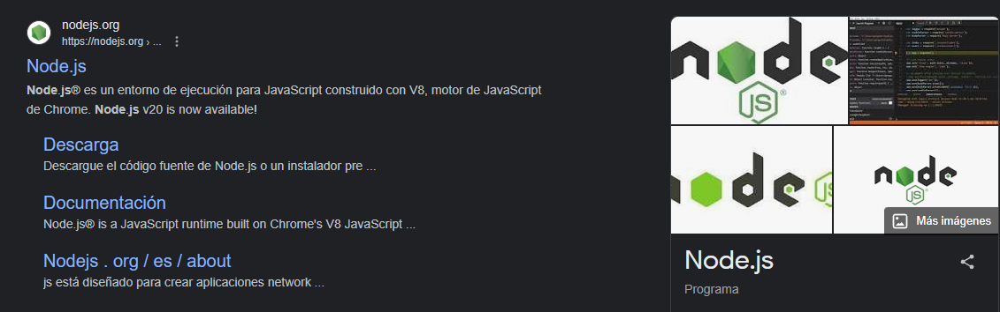 nodejs.org
https://nodejs.org › ...
Node.js
Node.js® es un entorno de ejecución para JavaScript construido con V8, motor de JavaScript
de Chrome. Node.js v20 is now available!
Descarga
Descargue el código fuente de Node.js o un instalador pre ...
Documentación
Node.js® is a JavaScript runtime built on Chrome's V8 JavaScript ...
Nodejs . org / es / about
js está diseñado para crear aplicaciones network ...
node
JS®
node
JS
node
JS®
Más imágenes
Node.js
Programa